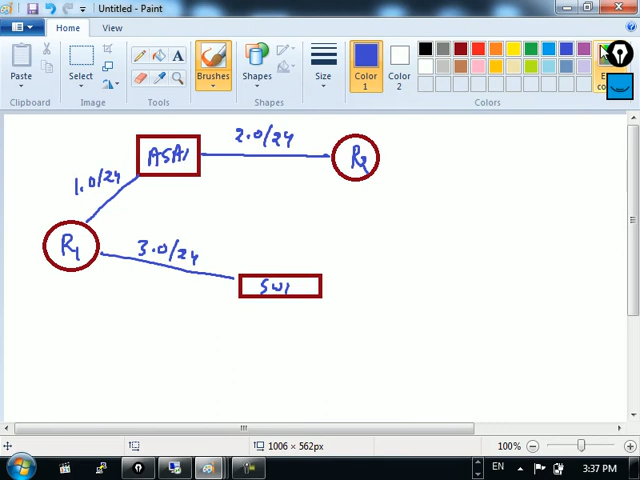 Untitled - Paint
Home
View
Paste
Select
Brushes
Shapes
Size
Color
1
Color
2
E
co
Clipboard
Image
Tools
Shapes
Colors
ASA1
2.0/24
R2
1.0/24
R1
3.0/24
SW1
1006 × 562px
100%
EN
3:37 PM